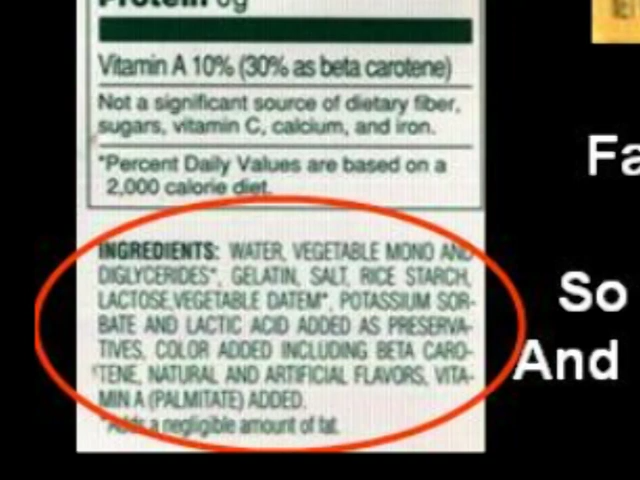 Protein 0g
Vitamin A 10% (30% as beta carotene)
Not a significant source of dietary fiber,
sugars, vitamin C, calcium, and iron.
*Percent Daily Values are based on a
2,000 calorie diet.
INGREDIENTS: WATER, VEGETABLE MONO AND
DIGLYCERIDES*, GELATIN, SALT, RICE STARCH,
LACTOSE, VEGETABLE DATEM*, POTASSIUM SOR-
BATE AND LACTIC ACID ADDED AS PRESERVA-
TIVES, COLOR ADDED INCLUDING BETA CARO-
TENE, NATURAL AND ARTIFICIAL FLAVORS, VITA-
MIN A (PALMITATE) ADDED.
*Adds a negligible amount of fat.
Fa
So
And